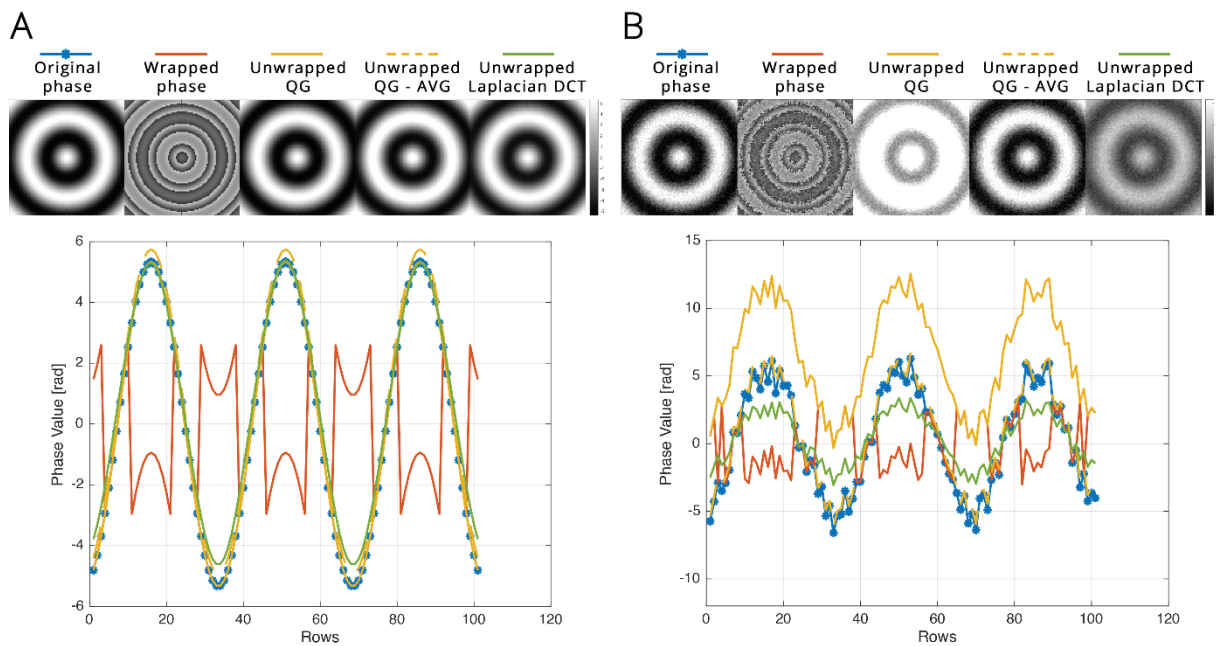 A
Original phase
Wrapped phase
Unwrapped QG
Unwrapped QG - AVG
Unwrapped Laplacian DCT
6
4
2
0
-2
-4
-6
Phase Value [rad]
0
20
40
60
80
100
120
Rows
B
Original phase
Wrapped phase
Unwrapped QG
Unwrapped QG - AVG
Unwrapped Laplacian DCT
15
10
5
0
-5
-10
Phase Value [rad]
0
20
40
60
80
100
120
Rows